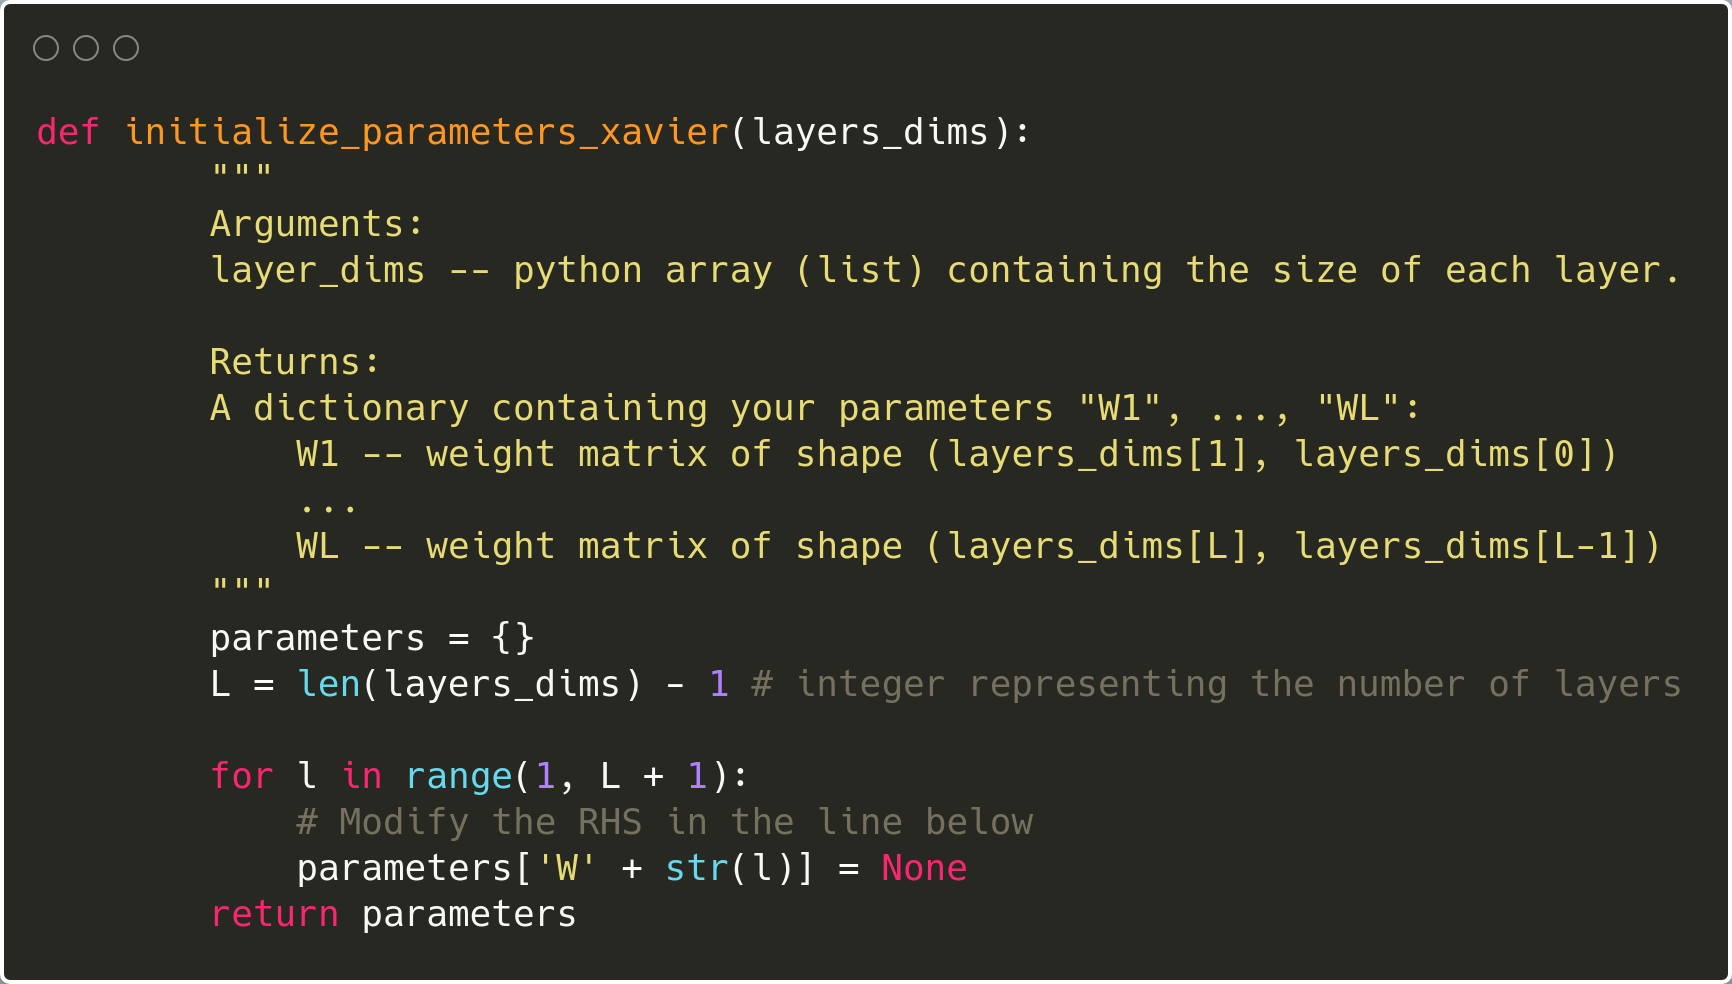 def initialize_parameters_xavier(layers_dims):
"""
Arguments:
layer_dims -- python array (list) containing the size of each layer.
Returns:
A dictionary containing your parameters "W1", ..., "WL":
W1 -- weight matrix of shape (layers_dims[1], layers_dims[0])
...
WL -- weight matrix of shape (layers_dims[L], layers_dims[L-1])
"""
parameters = {}
L = len(layers_dims) - 1 # integer representing the number of layers
for l in range(1, L + 1):
# Modify the RHS in the line below
parameters['W' + str(l)] = None
return parameters